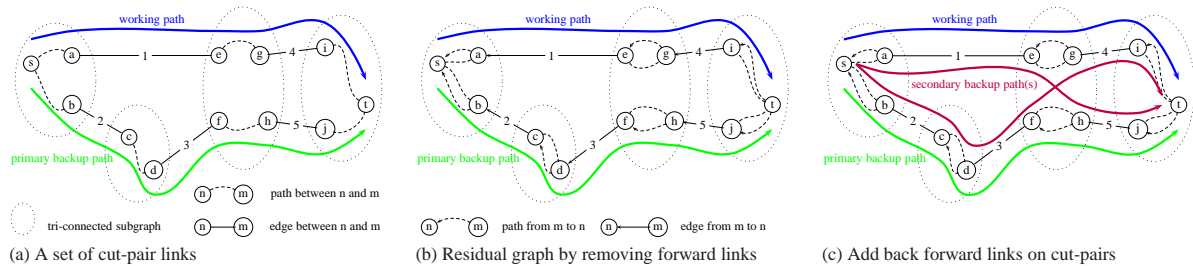 working path
s
a
1
e
g
4
i
b
2
c
d
3
f
h
5
j
t
primary backup path
n
m
path between n and m
tri-connected subgraph
n
m
edge between n and m
(a) A set of cut-pair links
working path
s
a
1
e
g
4
i
b
2
c
d
3
f
h
5
j
t
primary backup path
n
m
path from m to n
n
m
edge from m to n
(b) Residual graph by removing forward links
working path
s
a
1
e
g
4
i
secondary backup path(s)
b
2
c
d
3
f
h
5
j
t
primary backup path
(c) Add back forward links on cut-pairs